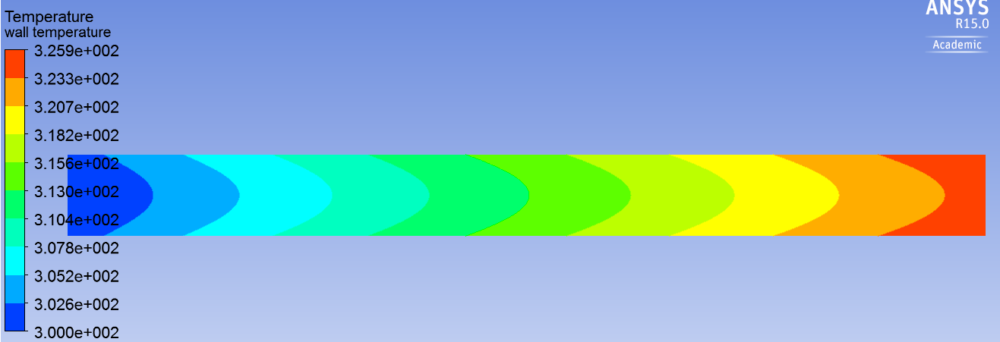 Temperature
wall temperature
3.259e+002
3.233e+002
3.207e+002
3.182e+002
3.156e+002
3.130e+002
3.104e+002
3.078e+002
3.052e+002
3.026e+002
3.000e+002
ANSYS
R15.0
Academic